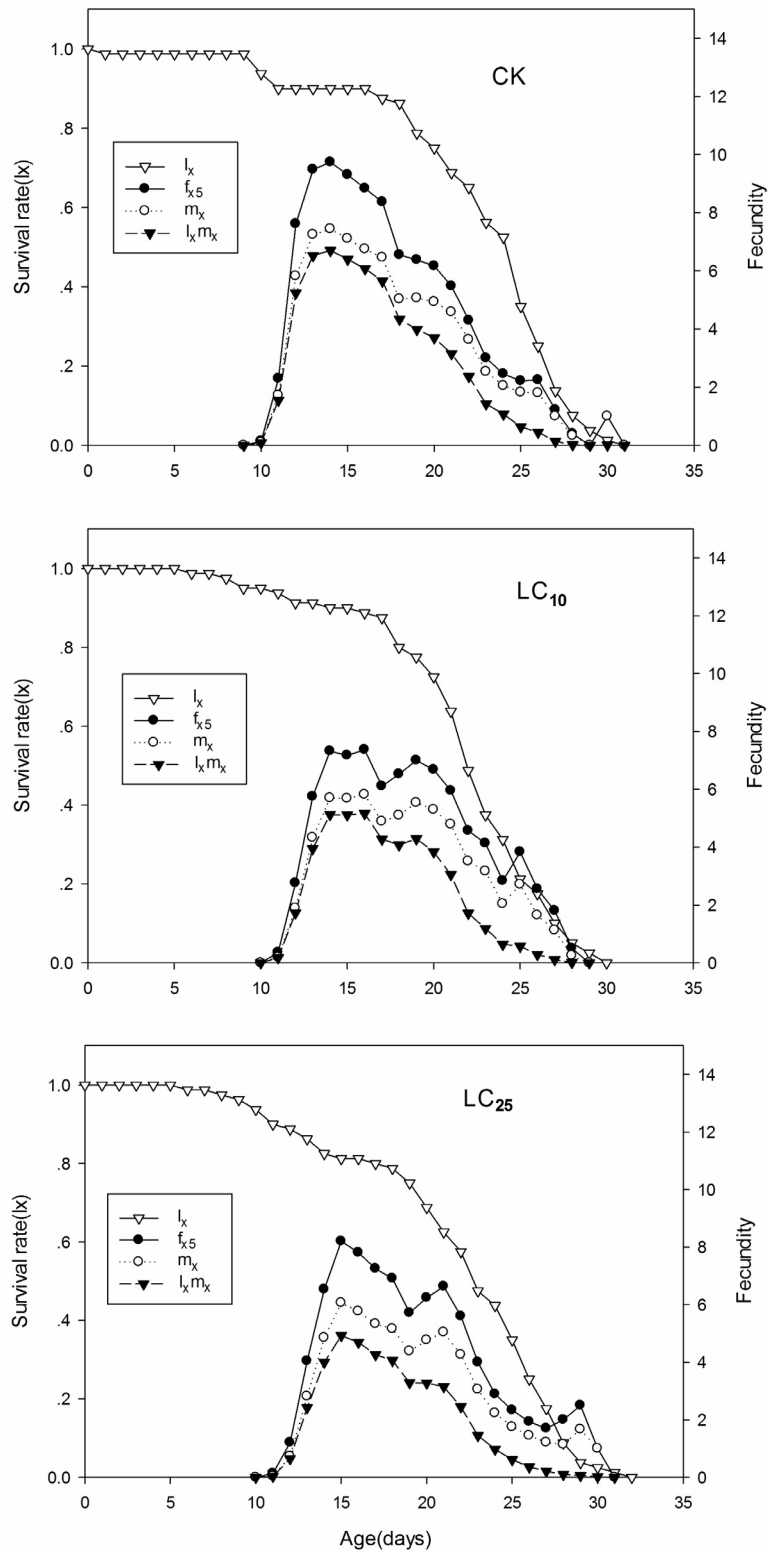 CK
1.0
.8
.6
.4
.2
0.0
Survival rate(lx)
14
12
10
8
6
4
2
0
Fecundity
lx
fx5
mx
lxmx
0 5 10 15 20 25 30 35
LC10
1.0
.8
.6
.4
.2
0.0
Survival rate(lx)
14
12
10
8
6
4
2
0
Fecundity
lx
fx5
mx
lxmx
0 5 10 15 20 25 30 35
LC25
1.0
.8
.6
.4
.2
0.0
Survival rate(lx)
14
12
10
8
6
4
2
0
Fecundity
lx
fx5
mx
lxmx
0 5 10 15 20 25 30 35
Age(days)